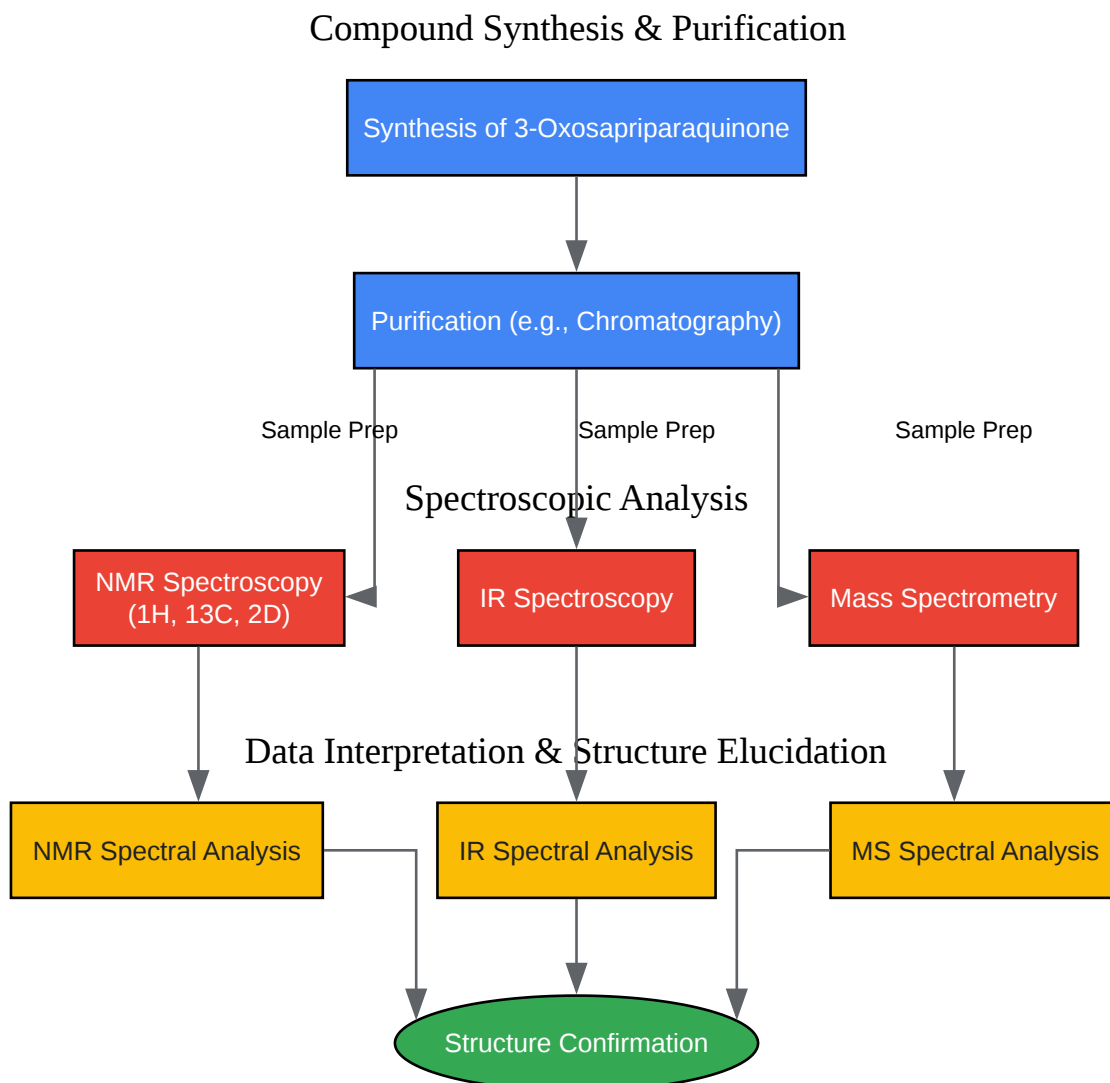 Compound Synthesis & Purification
Synthesis of 3-Oxosapriparaquinone
Purification (e.g., Chromatography)
Sample Prep
Sample Prep
Sample Prep
Spectroscopic Analysis
NMR Spectroscopy
(1H, 13C, 2D)
IR Spectroscopy
Mass Spectrometry
Data Interpretation & Structure Elucidation
NMR Spectral Analysis
IR Spectral Analysis
MS Spectral Analysis
Structure Confirmation